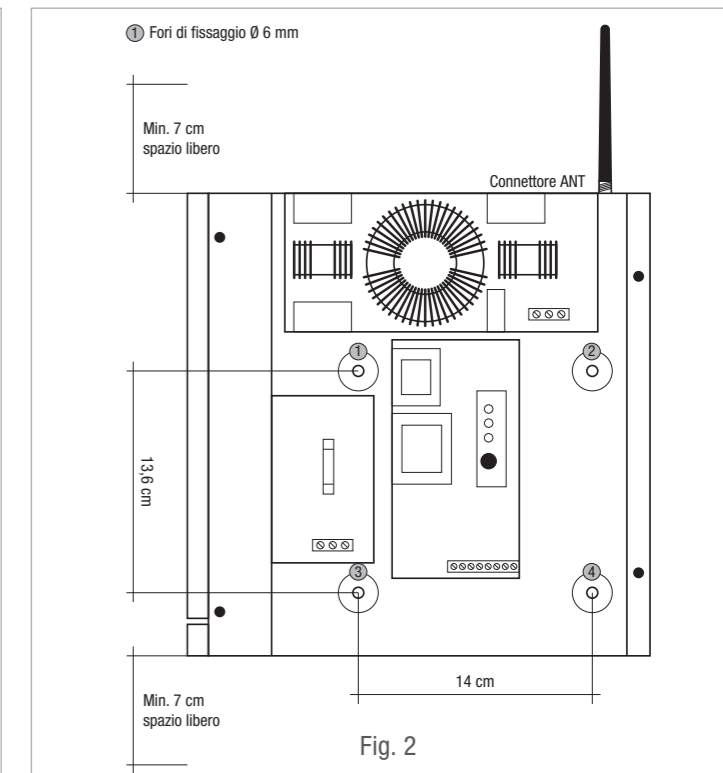 1 Fori di fissaggio Ø 6 mm
Min. 7 cm
spazio libero
Connettore ANT
1
2
13,6 cm
3
4
14 cm
Min. 7 cm
spazio libero
Fig. 2